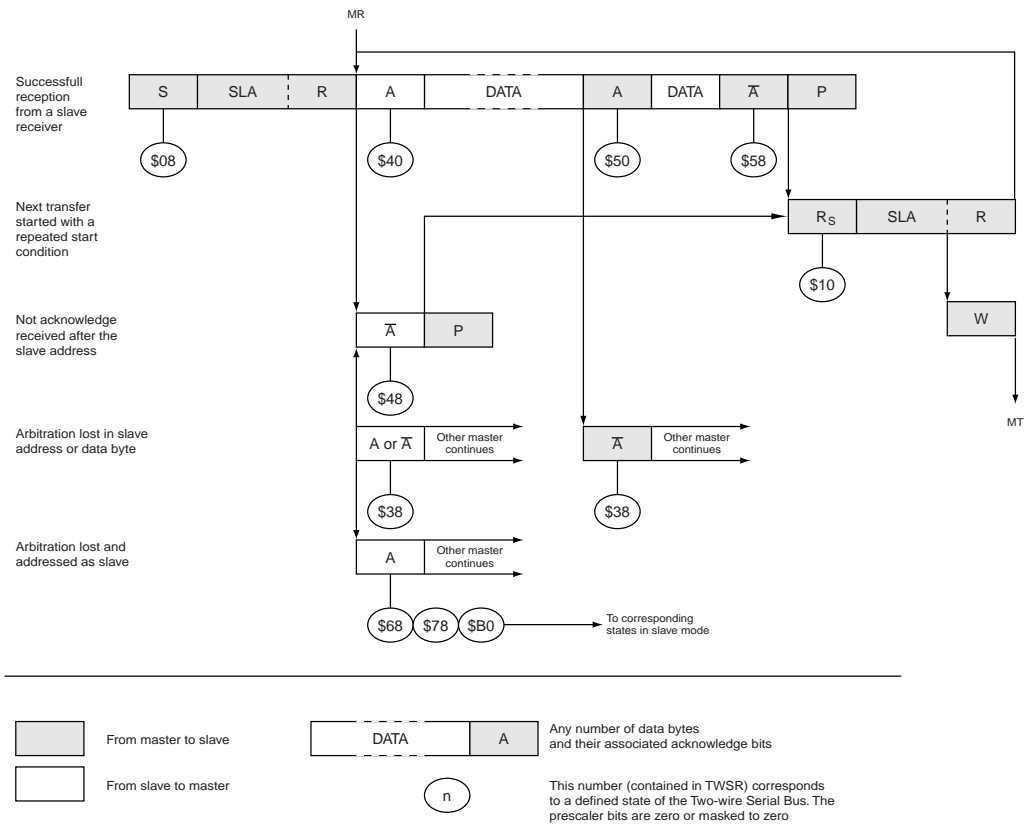 MR
Successfull
reception
from a slave
receiver
S SLA R A DATA A DATA A̅ P
$08 $40 $50 $58
Next transfer
started with a
repeated start
condition
RS SLA R
$10
Not acknowledge
received after the
slave address
A̅ P
W
$48
MT
Arbitration lost in slave
address or data byte
A or A̅
Other master
continues
A̅
Other master
continues
$38 $38
Arbitration lost and
addressed as slave
A
Other master
continues
$68 $78 $B0
To corresponding
states in slave mode
From master to slave
DATA A
Any number of data bytes
and their associated acknowledge bits
From slave to master
n
This number (contained in TWSR) corresponds
to a defined state of the Two-wire Serial Bus. The
prescaler bits are zero or masked to zero